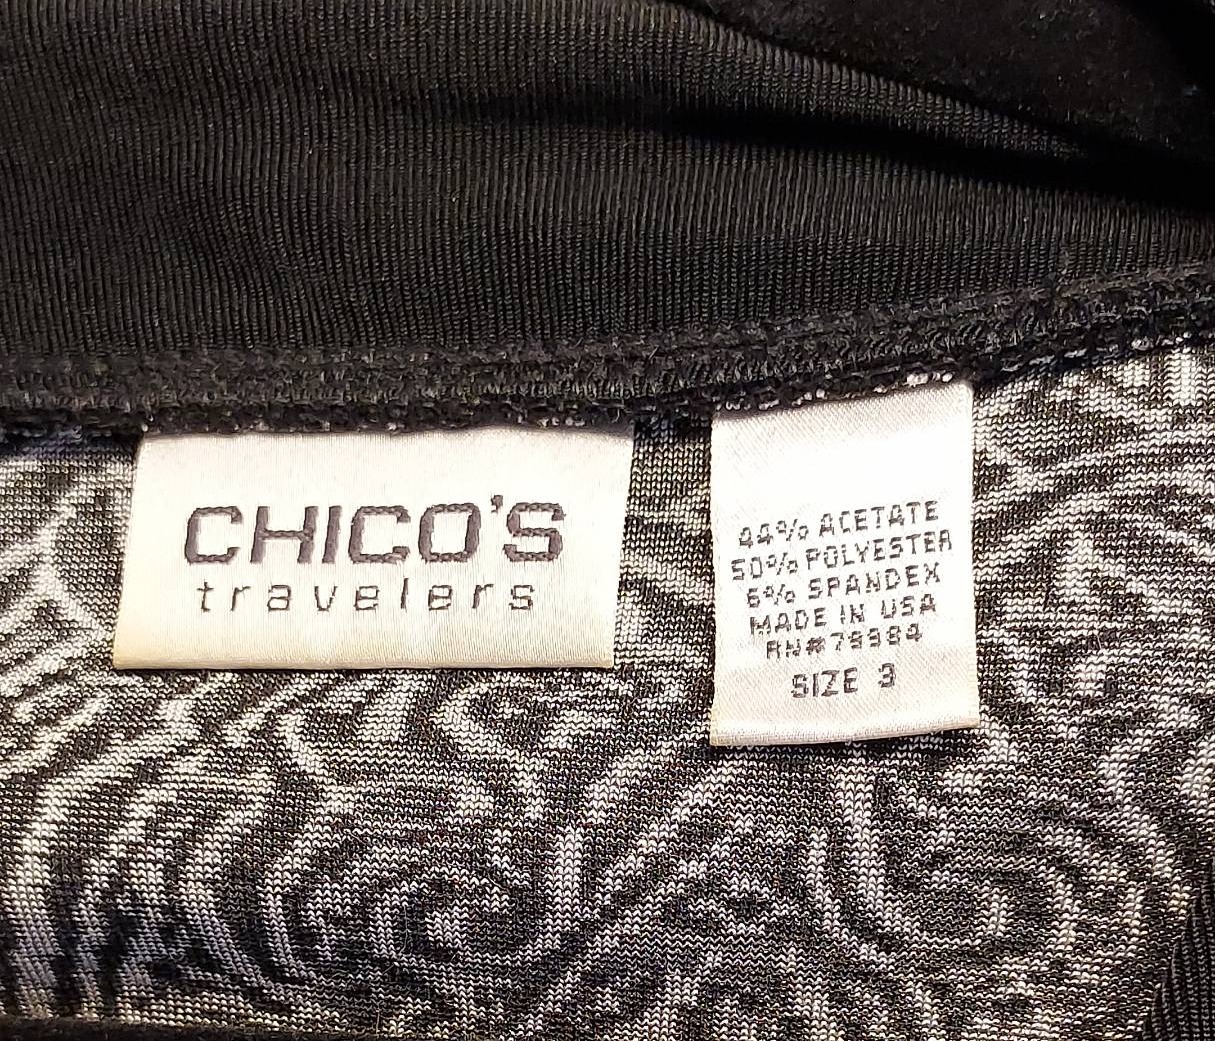 CHICO'S
travelers
44% ACETATE
50% POLYESTER
6% SPANDEX
MADE IN USA
RN#79984
SIZE 3